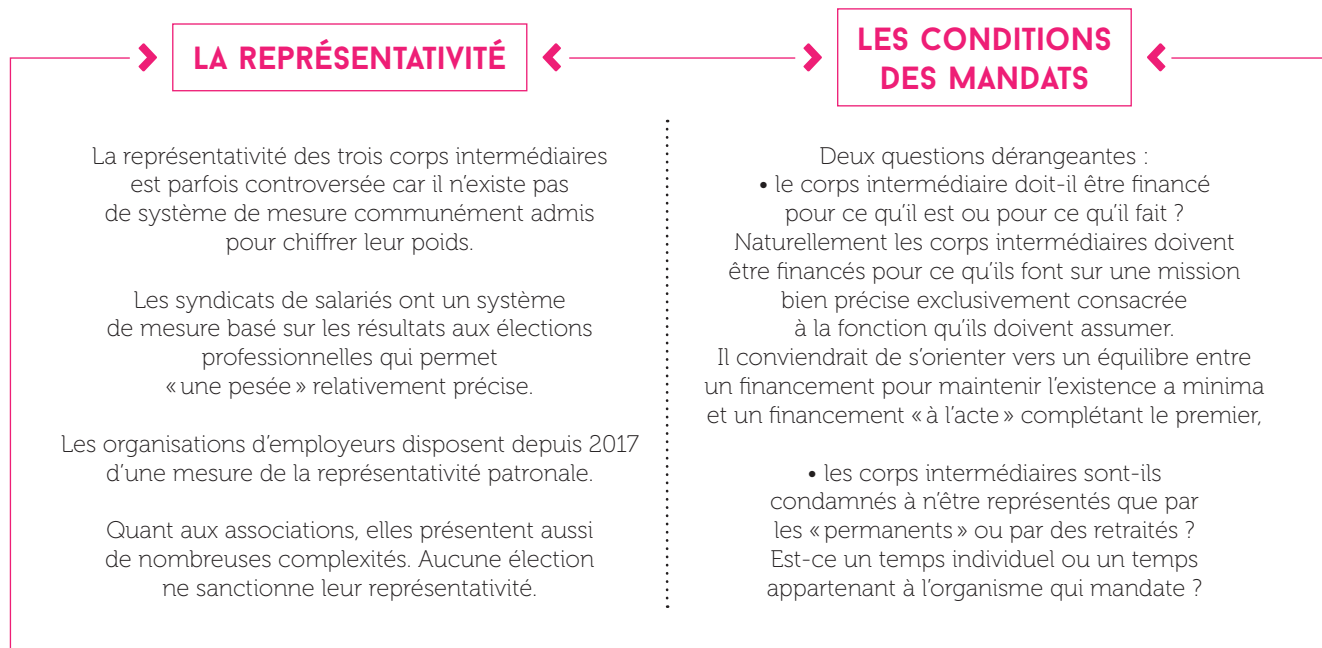 LA REPRÉSENTATIVITÉ
La représentativité des trois corps intermédiaires
est parfois controversée car il n'existe pas
de système de mesure communément admis
pour chiffrer leur poids.
Les syndicats de salariés ont un système
de mesure basé sur les résultats aux élections
professionnelles qui permet
« une pesée » relativement précise.
Les organisations d'employeurs disposent depuis 2017
d'une mesure de la représentativité patronale.
Quant aux associations, elles présentent aussi
de nombreuses complexités. Aucune élection
ne sanctionne leur représentativité.
LES CONDITIONS
DES MANDATS
Deux questions dérangeantes :
• le corps intermédiaire doit-il être financé
pour ce qu'il est ou pour ce qu'il fait ?
Naturellement les corps intermédiaires doivent
être financés pour ce qu'ils font sur une mission
bien précise exclusivement consacrée
à la fonction qu'ils doivent assumer.
Il conviendrait de s'orienter vers un équilibre entre
un financement pour maintenir l'existence a minima
et un financement « à l'acte » complétant le premier,
• les corps intermédiaires sont-ils
condamnés à n'être représentés que par
les « permanents » ou par des retraités ?
Est-ce un temps individuel ou un temps
appartenant à l'organisme qui mandate ?